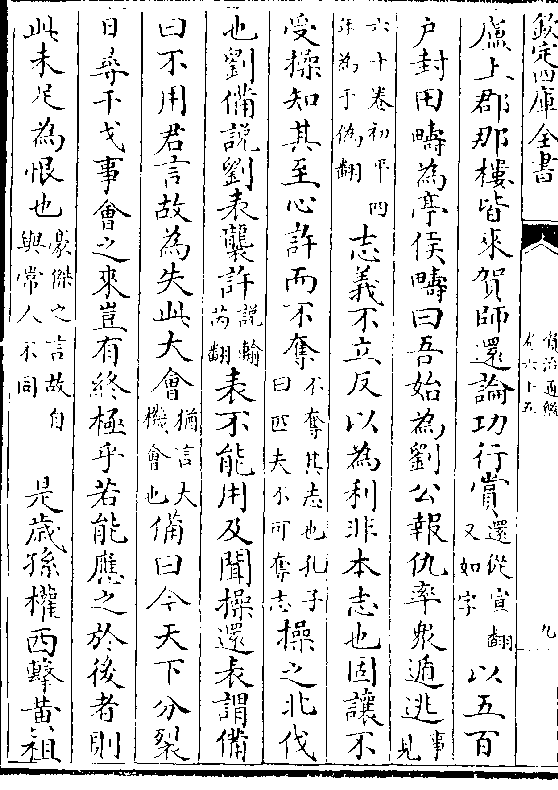 欽定四庫全書
資治通鑑
卷六十五
九
廬上郡那樓皆來賀師還論功行賞還從宣翻又如字以五百
户封田疇為亭侯疇曰吾始為劉公報仇率衆遁逃事見
六十卷初平四年為于偽翻志義不立反以為利非本志也固讓不
受操知其至心許而不奪不奪其志也孔子曰匹夫不可奪志操之北伐
也劉備説劉表襲許説輸芮翻表不能用及聞操還表謂備
曰不用君言故為失此大會猶言大機會也備曰今天下分裂
日尋干戈事會之來豈有終極乎若能應之於後者則
此未足為恨也豪傑之言故自與常人不同是歳孫權西擊黄祖